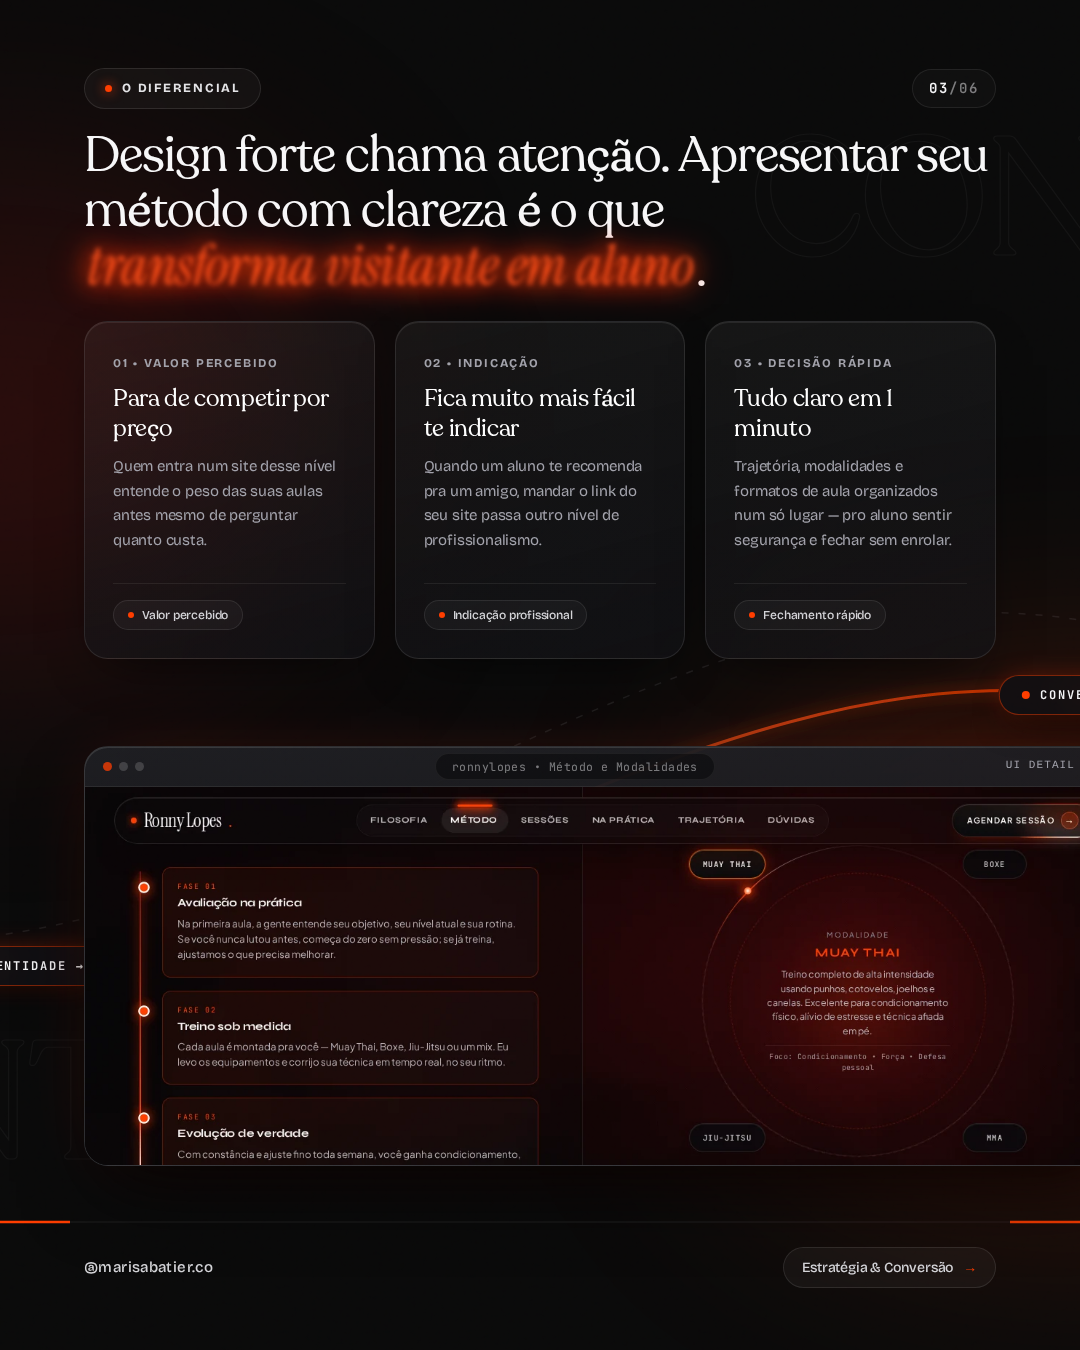 O DIFERENCIAL
03/06
Design forte chama atenção. Apresentar seu
método com clareza é o que
transforma visitante em aluno.
01 • VALOR PERCEBIDO
Para de competir por
preço
Quem entra num site desse nível
entende o peso das suas aulas
antes mesmo de perguntar
quanto custa.
Valor percebido
02 • INDICAÇÃO
Fica muito mais fácil
te indicar
Quando um aluno te recomenda
pra um amigo, mandar o link do
seu site passa outro nível de
profissionalismo.
Indicação profissional
03 • DECISÃO RÁPIDA
Tudo claro em 1
minuto
Trajetória, modalidades e
formatos de aula organizados
num só lugar — pro aluno sentir
segurança e fechar sem enrolar.
Fechamento rápido
CONVE
ronnylopes • Método e Modalidades
UI DETAIL
Ronny Lopes .
FILOSOFIA
MÉTODO
SESSÕES
NA PRÁTICA
TRAJETÓRIA
DÚVIDAS
AGENDAR SESSÃO →
FASE 01
Avaliação na prática
Na primeira aula, a gente entende seu objetivo, seu nível atual e sua rotina.
Se você nunca lutou antes, começa do zero sem pressão; se já treina,
ajustamos o que precisa melhorar.
FASE 02
Treino sob medida
Cada aula é montada pra você — Muay Thai, Boxe, Jiu-Jitsu ou um mix. Eu
levo os equipamentos e corrijo sua técnica em tempo real, no seu ritmo.
FASE 03
Evolução de verdade
Com constância e ajuste fino toda semana, você ganha condicionamento,
MUAY THAI
BOXE
MODALIDADE
MUAY THAI
Treino completo de alta intensidade
usando punhos, cotovelos, joelhos e
canelas. Excelente para condicionamento
físico, alívio de estresse e técnica afiada
em pé.
Foco: Condicionamento • Força • Defesa
pessoal
JIU-JITSU
MMA
ENTIDADE →
CON
NT
@marisabatier.co
Estratégia & Conversão →